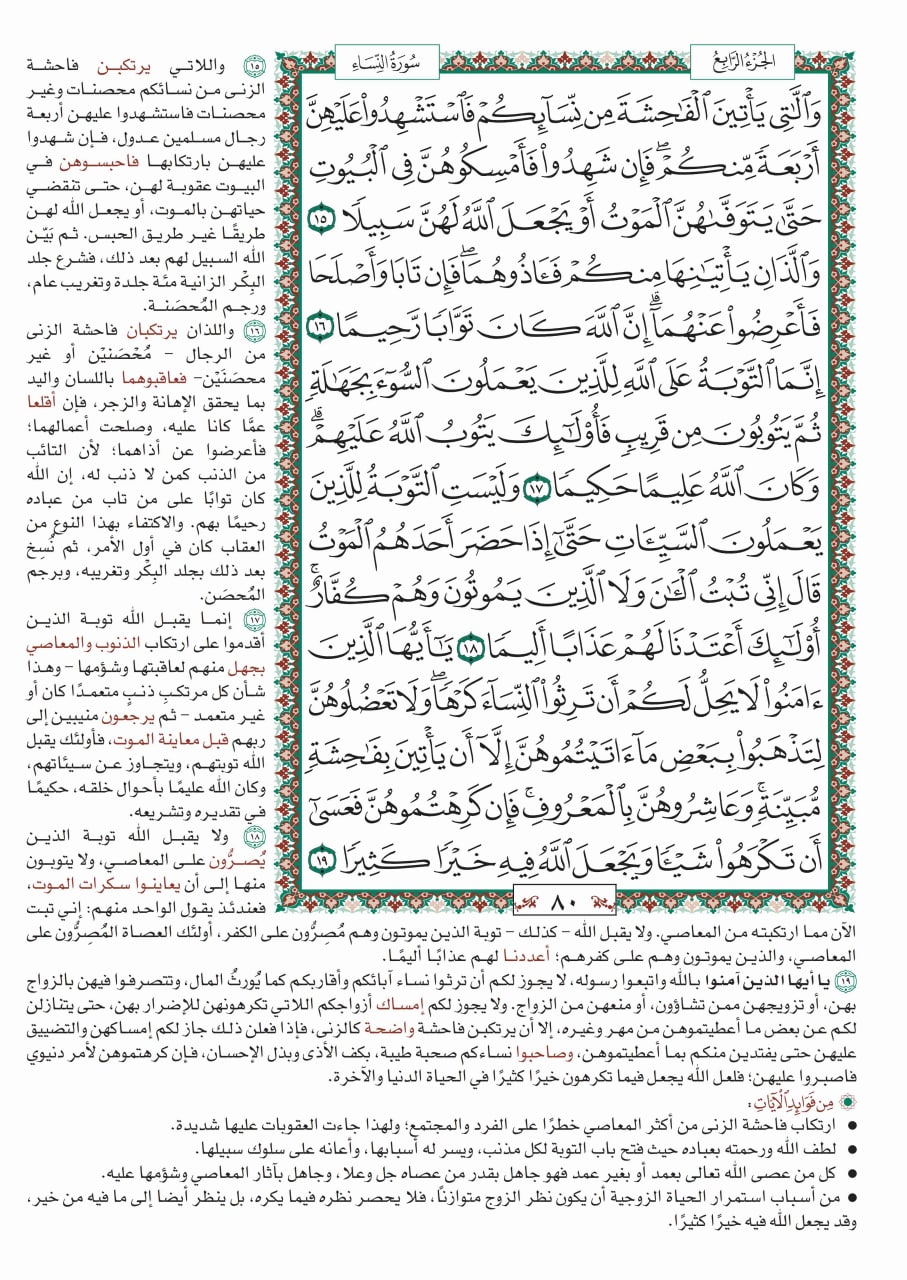 الجُزْءُ الرَّابِعُ
سُورَةُ النِّسَاءِ
وَٱلَّٰتِي يَأۡتِينَ ٱلۡفَٰحِشَةَ مِن نِّسَآئِكُمۡ فَٱسۡتَشۡهِدُواْ عَلَيۡهِنَّ
أَرۡبَعَةٗ مِّنكُمۡۖ فَإِن شَهِدُواْ فَأَمۡسِكُوهُنَّ فِي ٱلۡبُيُوتِ
حَتَّىٰ يَتَوَفَّىٰهُنَّ ٱلۡمَوۡتُ أَوۡ يَجۡعَلَ ٱللَّهُ لَهُنَّ سَبِيلٗا ١٥
وَٱلَّذَانِ يَأۡتِيَٰنِهَا مِنكُمۡ فَـَٔاذُوهُمَاۖ فَإِن تَابَا وَأَصۡلَحَا
فَأَعۡرِضُواْ عَنۡهُمَآۗ إِنَّ ٱللَّهَ كَانَ تَوَّابٗا رَّحِيمًا ١٦
إِنَّمَا ٱلتَّوۡبَةُ عَلَى ٱللَّهِ لِلَّذِينَ يَعۡمَلُونَ ٱلسُّوٓءَ بِجَهَٰلَةٖ
ثُمَّ يَتُوبُونَ مِن قَرِيبٖ فَأُوْلَٰٓئِكَ يَتُوبُ ٱللَّهُ عَلَيۡهِمۡۗ
وَكَانَ ٱللَّهُ عَلِيمًا حَكِيمٗا ١٧ وَلَيۡسَتِ ٱلتَّوۡبَةُ لِلَّذِينَ
يَعۡمَلُونَ ٱلسَّيِّـَٔاتِ حَتَّىٰٓ إِذَا حَضَرَ أَحَدَهُمُ ٱلۡمَوۡتُ
قَالَ إِنِّي تُبۡتُ ٱلۡـَٰٔنَ وَلَا ٱلَّذِينَ يَمُوتُونَ وَهُمۡ كُفَّارٌۚ
أُوْلَٰٓئِكَ أَعۡتَدۡنَا لَهُمۡ عَذَابًا أَلِيمٗا ١٨ يَٰٓأَيُّهَا ٱلَّذِينَ
ءَامَنُواْ لَا يَحِلُّ لَكُمۡ أَن تَرِثُواْ ٱلنِّسَآءَ كَرۡهٗاۖ وَلَا تَعۡضُلُوهُنَّ
لِتَذۡهَبُواْ بِبَعۡضِ مَآ ءَاتَيۡتُمُوهُنَّ إِلَّآ أَن يَأۡتِينَ بِفَٰحِشَةٖ
مُّبَيِّنَةٖۚ وَعَاشِرُوهُنَّ بِٱلۡمَعۡرُوفِۚ فَإِن كَرِهۡتُمُوهُنَّ فَعَسَىٰٓ
أَن تَكۡرَهُواْ شَيۡـٔٗا وَيَجۡعَلَ ٱللَّهُ فِيهِ خَيۡرٗا كَثِيرٗا ١٩
٨٠
١٥ واللاتي يرتكبن فاحشة
الزنى من نسائكم محصنات وغير
محصنات فاستشهدوا عليهن أربعة
رجال مسلمين عدول، فإن شهدوا
عليهن بارتكابها فاحبسوهن في
البيوت عقوبة لهن، حتى تنقضي
حياتهن بالموت، أو يجعل الله لهن
طريقًا غير طريق الحبس. ثم بَيّن
الله السبيل لهم بعد ذلك، فشرع جلد
البِكْر الزانية مئة جلدة وتغريب عام،
ورجم المُحصَنة.
١٦ واللذان يرتكبان فاحشة الزنى
من الرجال – مُحْصَنيْن أو غير
محصَنَيْن- فعاقبوهما باللسان واليد
بما يحقق الإهانة والزجر، فإن أقلعا
عمَّا كانا عليه، وصلحت أعمالهما؛
فأعرضوا عن أذاهما؛ لأن التائب
من الذنب كمن لا ذنب له، إن الله
كان توابًا على من تاب من عباده
رحيمًا بهم. والاكتفاء بهذا النوع من
العقاب كان في أول الأمر، ثم نُسِخ
بعد ذلك بجلد البِكْر وتغريبه، وبرجم
المُحصَن.
١٧ إنما يقبل الله توبة الذين
أقدموا على ارتكاب الذنوب والمعاصي
بجهل منهم لعاقبتها وشؤمها – وهذا
شأن كل مرتكبِ ذنبٍ متعمدًا كان أو
غير متعمد – ثم يرجعون منيبين إلى
ربهم قبل معاينة الموت، فأولئك يقبل
الله توبتهم، ويتجاوز عن سيئاتهم،
وكان الله عليمًا بأحوال خلقه، حكيمًا
في تقديره وتشريعه.
١٨ ولا يقبل الله توبة الذين
يُصرُّون على المعاصي، ولا يتوبون
منها إلى أن يعاينوا سكرات الموت،
فعندئذ يقول الواحد منهم: إني تبت
الآن مما ارتكبته من المعاصي. ولا يقبل الله – كذلك – توبة الذين يموتون وهم مُصِرُّون على الكفر، أولئك العصاة المُصِرُّون على
المعاصي، والذين يموتون وهم على كفرهم؛ أعددنا لهم عذابًا أليمًا.
١٩ يا أيها الذين آمنوا بالله واتبعوا رسوله، لا يجوز لكم أن ترثوا نساء آبائكم وأقاربكم كما يُورثُ المال، وتتصرفوا فيهن بالزواج
بهن، أو تزويجهن ممن تشاؤون، أو منعهن من الزواج. ولا يجوز لكم إمساك أزواجكم اللاتي تكرهونهن للإضرار بهن، حتى يتنازلن
لكم عن بعض ما أعطيتموهن من مهر وغيره، إلا أن يرتكبن فاحشة واضحة كالزنى، فإذا فعلن ذلك جاز لكم إمساكهن والتضييق
عليهن حتى يفتدين منكم بما أعطيتموهن، وصاحبوا نساءكم صحبة طيبة، بكف الأذى وبذل الإحسان، فإن كرهتموهن لأمر دنيوي
فاصبروا عليهن؛ فلعل الله يجعل فيما تكرهون خيرًا كثيرًا في الحياة الدنيا والآخرة.
مِن فَوَائِدِ ٱلْآيَاتِ:
● ارتكاب فاحشة الزنى من أكثر المعاصي خطرًا على الفرد والمجتمع؛ ولهذا جاءت العقوبات عليها شديدة.
● لطف الله ورحمته بعباده حيث فتح باب التوبة لكل مذنب، ويسر له أسبابها، وأعانه على سلوك سبيلها.
● كل من عصى الله تعالى بعمد أو بغير عمد فهو جاهل بقدر من عصاه جل وعلا، وجاهل بآثار المعاصي وشؤمها عليه.
● من أسباب استمرار الحياة الزوجية أن يكون نظر الزوج متوازنًا، فلا يحصر نظره فيما يكره، بل ينظر أيضا إلى ما فيه من خير،
وقد يجعل الله فيه خيرًا كثيرًا.